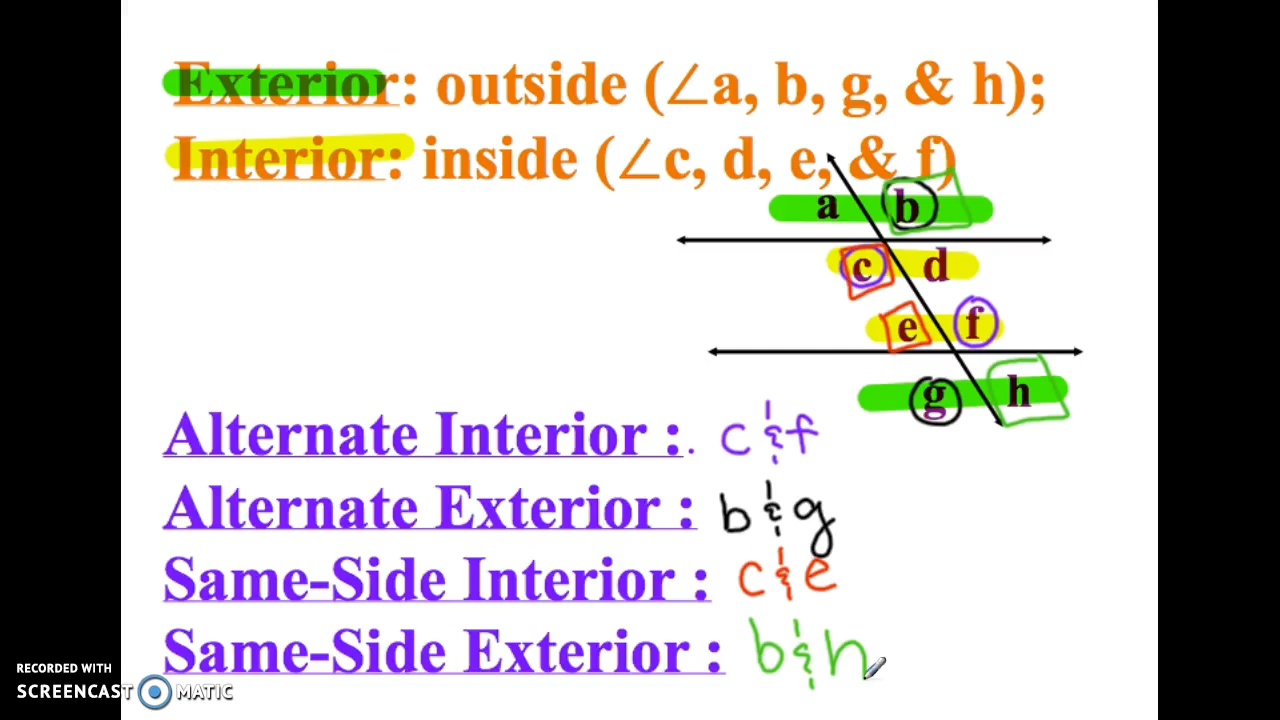 Exterior: outside (∠a, b, g, & h);
Interior: inside (∠c, d, e, & f)
a b
c d
e f
g h
Alternate Interior :. c & f
Alternate Exterior : b & g
Same-Side Interior : c & e
Same-Side Exterior : b & h
RECORDED WITH
SCREENCAST MATIC